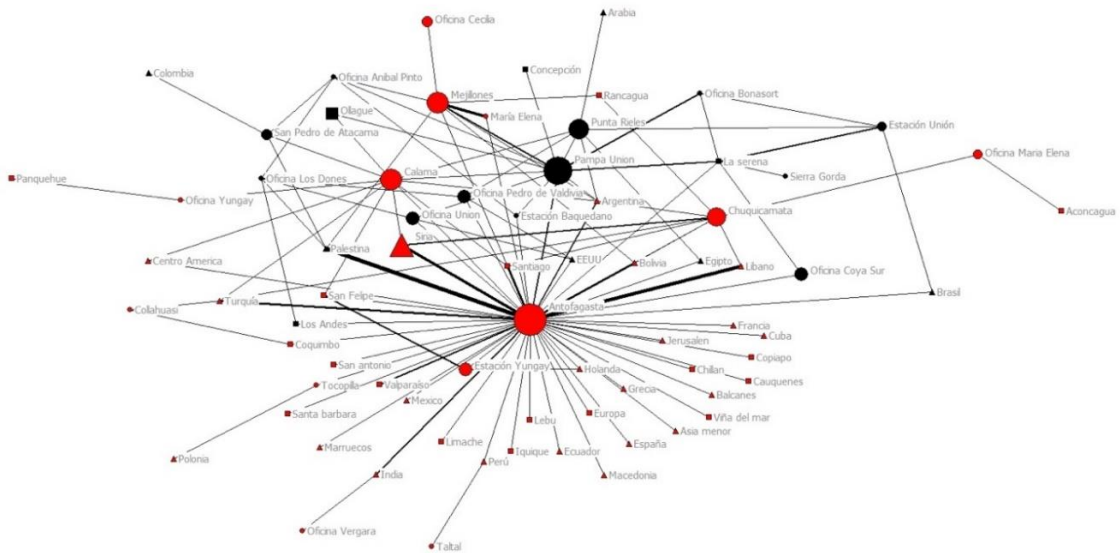 Oficina Cecilia
Arabia
Colombia
Oficina Anibal Pinto
Concepción
Mejillones
Rancagua
Oficina Bonasort
Ollague
María Elena
Punta Rieles
Estación Unión
San Pedro de Atacama
Pampa Union
La serena
Oficina Maria Elena
Panquehue
Oficina Los Dones
Calama
Sierra Gorda
Oficina Yungay
Oficina Pedro de Valdivia
Argentina
Aconcagua
Oficina Union
Estación Baquedano
Chuquicamata
Siria
Palestina
Centro America
Santiago
EEUU
Bolivia
Egipto
Libano
Oficina Coya Sur
Turquía
San Felipe
Brasil
Collahuasi
Antofagasta
Los Andes
Francia
Coquimbo
Jerusalen
Cuba
San antonio
Estación Yungay
Holanda
Chillan
Copiapo
Tocopilla
Valparaiso
Grecia
Cauquenes
Mexico
Balcanes
Santa barbara
Lebu
Europa
Viña del mar
Marruecos
Limache
Asia menor
Polonia
Iquique
Ecuador
España
India
Perú
Macedonia
Oficina Vergara
Taltal